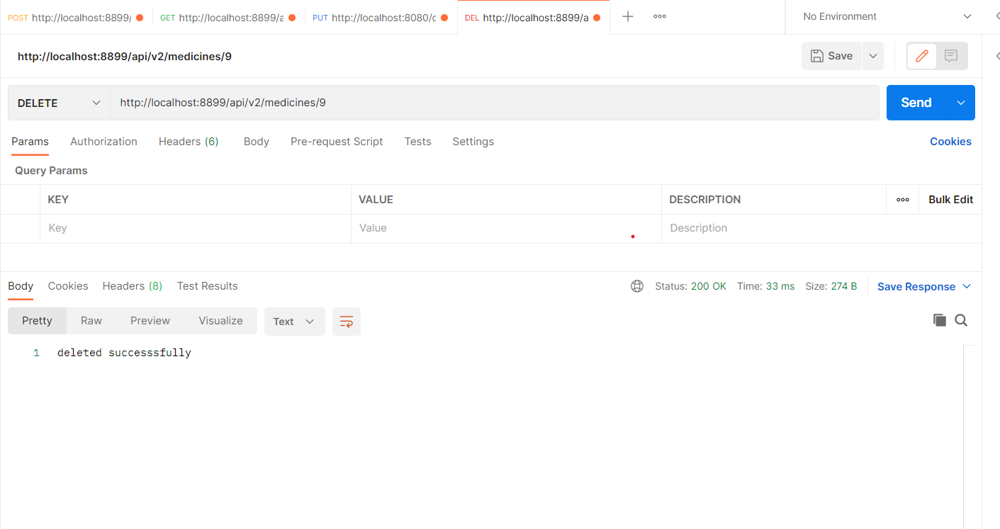 POST http://localhost:8899/ GET http://localhost:8899/a PUT http://localhost:8080/c DEL http://localhost:8899/a No Environment
http://localhost:8899/api/v2/medicines/9 Save
DELETE http://localhost:8899/api/v2/medicines/9 Send
Params Authorization Headers (6) Body Pre-request Script Tests Settings Cookies
Query Params
KEY VALUE DESCRIPTION Bulk Edit
Key Value Description
Body Cookies Headers (8) Test Results Status: 200 OK Time: 33 ms Size: 274 B Save Response
Pretty Raw Preview Visualize Text
1 deleted successsfully